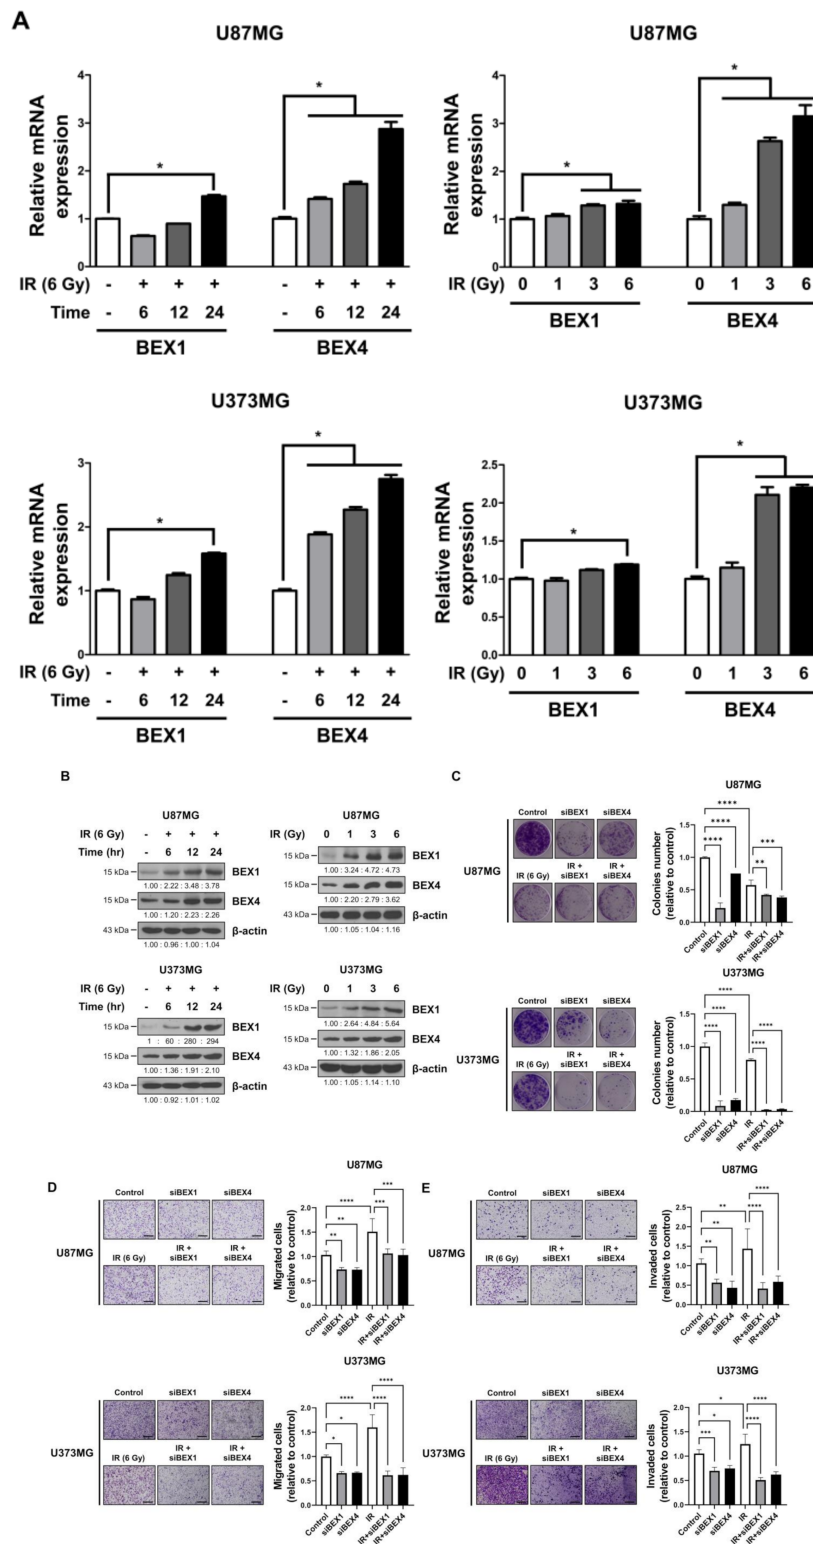 A
U87MG
Relative mRNA
expression
4
3
2
1
0
*
*
IR (6 Gy) - + + + - + + +
Time - 6 12 24 - 6 12 24
BEX1 BEX4
U87MG
Relative mRNA
expression
4
3
2
1
0
*
*
IR (Gy) 0 1 3 6 0 1 3 6
BEX1 BEX4
U373MG
Relative mRNA
expression
3
2
1
0
*
*
IR (6 Gy) - + + + - + + +
Time - 6 12 24 - 6 12 24
BEX1 BEX4
U373MG
Relative mRNA
expression
2.5
2.0
1.5
1.0
0.5
0.0
*
*
IR (Gy) 0 1 3 6 0 1 3 6
BEX1 BEX4
B
U87MG
IR (6 Gy) - + + +
Time (hr) - 6 12 24
15 kDa BEX1
1.00 : 2.22 : 3.48 : 3.78
15 kDa BEX4
1.00 : 1.20 : 2.23 : 2.26
43 kDa β-actin
1.00 : 0.96 : 1.00 : 1.04
U87MG
IR (Gy) 0 1 3 6
15 kDa BEX1
1.00 : 3.24 : 4.72 : 4.73
15 kDa BEX4
1.00 : 2.20 : 2.79 : 3.62
43 kDa β-actin
1.00 : 1.05 : 1.04 : 1.16
U373MG
IR (6 Gy) - + + +
Time (hr) - 6 12 24
15 kDa BEX1
1 : 60 : 280 : 294
15 kDa BEX4
1.00 : 1.36 : 1.91 : 2.10
43 kDa β-actin
1.00 : 0.92 : 1.01 : 1.02
U373MG
IR (Gy) 0 1 3 6
15 kDa BEX1
1.00 : 2.64 : 4.84 : 5.64
15 kDa BEX4
1.00 : 1.32 : 1.86 : 2.05
43 kDa β-actin
1.00 : 1.05 : 1.14 : 1.10
C
U87MG
Control siBEX1 siBEX4
IR (6 Gy) IR + siBEX1 IR + siBEX4
U87MG
Colonies number
(relative to control)
1.5
1.0
0.5
0.0
**** **** **** ** ***
Control siBEX1 siBEX4 IR IR+siBEX1 IR+siBEX4
U373MG
Control siBEX1 siBEX4
IR (6 Gy) IR + siBEX1 IR + siBEX4
U373MG
Colonies number
(relative to control)
1.5
1.0
0.5
0.0
**** **** **** **** ****
Control siBEX1 siBEX4 IR IR+siBEX1 IR+siBEX4
D
U87MG
Control siBEX1 siBEX4
IR (6 Gy) IR + siBEX1 IR + siBEX4
U87MG
Migrated cells
(relative to control)
2.0
1.5
1.0
0.5
0.0
** ** **** *** ***
Control siBEX1 siBEX4 IR IR+siBEX1 IR+siBEX4
U373MG
Control siBEX1 siBEX4
IR (6 Gy) IR + siBEX1 IR + siBEX4
U373MG
Migrated cells
(relative to control)
2.0
1.5
1.0
0.5
0.0
* * **** **** ****
Control siBEX1 siBEX4 IR IR+siBEX1 IR+siBEX4
E
U87MG
Control siBEX1 siBEX4
IR (6 Gy) IR + siBEX1 IR + siBEX4
U87MG
Invaded cells
(relative to control)
2.5
2.0
1.5
1.0
0.5
0.0
** ** ** **** ****
Control siBEX1 siBEX4 IR IR+siBEX1 IR+siBEX4
U373MG
Control siBEX1 siBEX4
IR (6 Gy) IR + siBEX1 IR + siBEX4
U373MG
Invaded cells
(relative to control)
2.0
1.5
1.0
0.5
0.0
*** * * **** ****
Control siBEX1 siBEX4 IR IR+siBEX1 IR+siBEX4